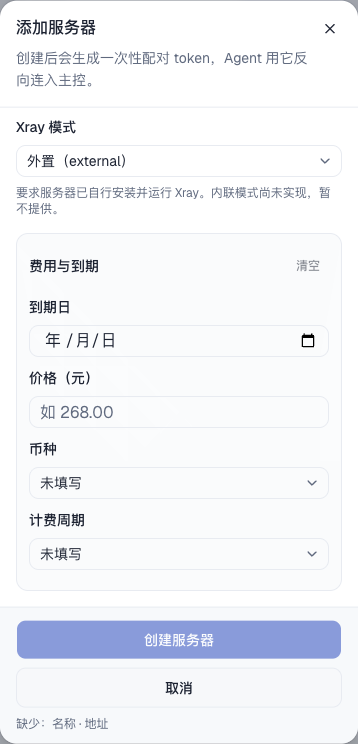 添加服务器
创建后会生成一次性配对 token，Agent 用它反
向连入主控。
Xray 模式
外置（external）
要求服务器已自行安装并运行 Xray。内联模式尚未实现，暂
不提供。
费用与到期
清空
到期日
年 /月/日
价格（元）
如 268.00
币种
未填写
计费周期
未填写
创建服务器
取消
缺少：名称 · 地址